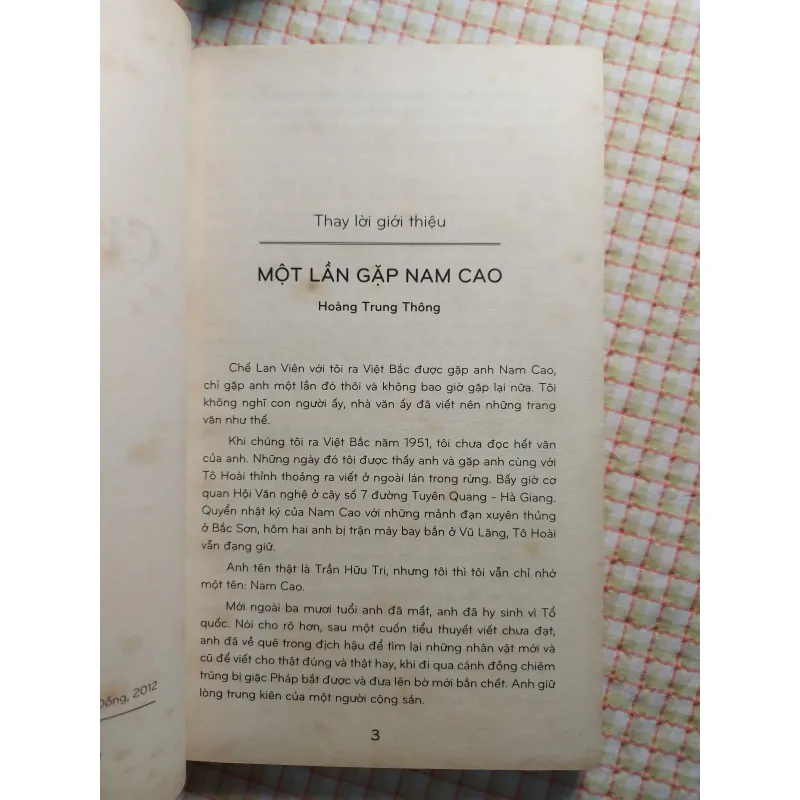 Thay lời giới thiệu
MỘT LẦN GẶP NAM CAO
Hoàng Trung Thông
Chế Lan Viên với tôi ra Việt Bắc được gặp anh Nam Cao,
chỉ gặp anh một lần đó thôi và không bao giờ gặp lại nữa. Tôi
không nghĩ con người ấy, nhà văn ấy đã viết nên những trang
văn như thế.
Khi chúng tôi ra Việt Bắc năm 1951, tôi chưa đọc hết văn
của anh. Những ngày đó tôi được thấy anh và gặp anh cùng với
Tô Hoài thỉnh thoảng ra viết ở ngoài lán trong rừng. Bấy giờ cơ
quan Hội Văn nghệ ở cây số 7 đường Tuyên Quang - Hà Giang.
Quyển nhật ký của Nam Cao với những mảnh đạn xuyên thủng
ở Bắc Sơn, hôm hai anh bị trận máy bay bắn ở Vũ Lăng, Tô Hoài
vẫn đang giữ.
Anh tên thật là Trần Hữu Tri, nhưng tôi thì tôi vẫn chỉ nhớ
một tên: Nam Cao.
Mới ngoài ba mươi tuổi anh đã mất, anh đã hy sinh vì Tổ
quốc. Nói cho rõ hơn, sau một cuốn tiểu thuyết viết chưa đạt,
anh đã về quê trong địch hậu để tìm lại những nhân vật mới và
cũ để viết cho thật đúng và thật hay, khi đi qua cánh đồng chiêm
trũng bị giặc Pháp bắt được và đưa lên bờ mới bắn chết. Anh giữ
lòng trung kiên của một người cộng sản.
3
Đồng, 2012